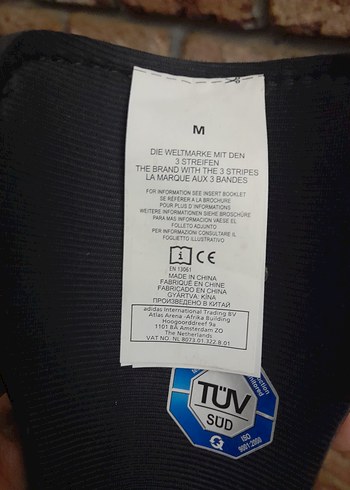 M
DIE WELTMARKE MIT DEN
3 STREIFEN
THE BRAND WITH THE 3 STRIPES
LA MARQUE AUX 3 BANDES
FOR INFORMATION SEE INSERT BOOKLET
SE RÉFÉRER A LA BROCHURE
POUR PLUS D'INFORMATIONS
WEITERE INFORMATIONEN SIEHE BROSCHÜRE
PARA MAS INFORMACION VAESE EL
FOLLETO ADJUNTO
PER INFORMAZIONI CONSULTARE IL
FOGLIETTO ILLUSTRATIVO
i CE
EN 13061
MADE IN CHINA
FABRIQUÉ EN CHINE
FABRICADO EN CHINA
GYÁRTVA: KÍNA
ПРОИЗВЕДЕНО В КИТАЙ
adidas International Trading BV
Atlas Arena -Afrika Building
Hoogoorddreef 9a
1101 BA Amsterdam ZO
The Netherlands
VAT NO. NL 8073.01.322.B.01
TÜV
SÜD
ISO
9001:2000